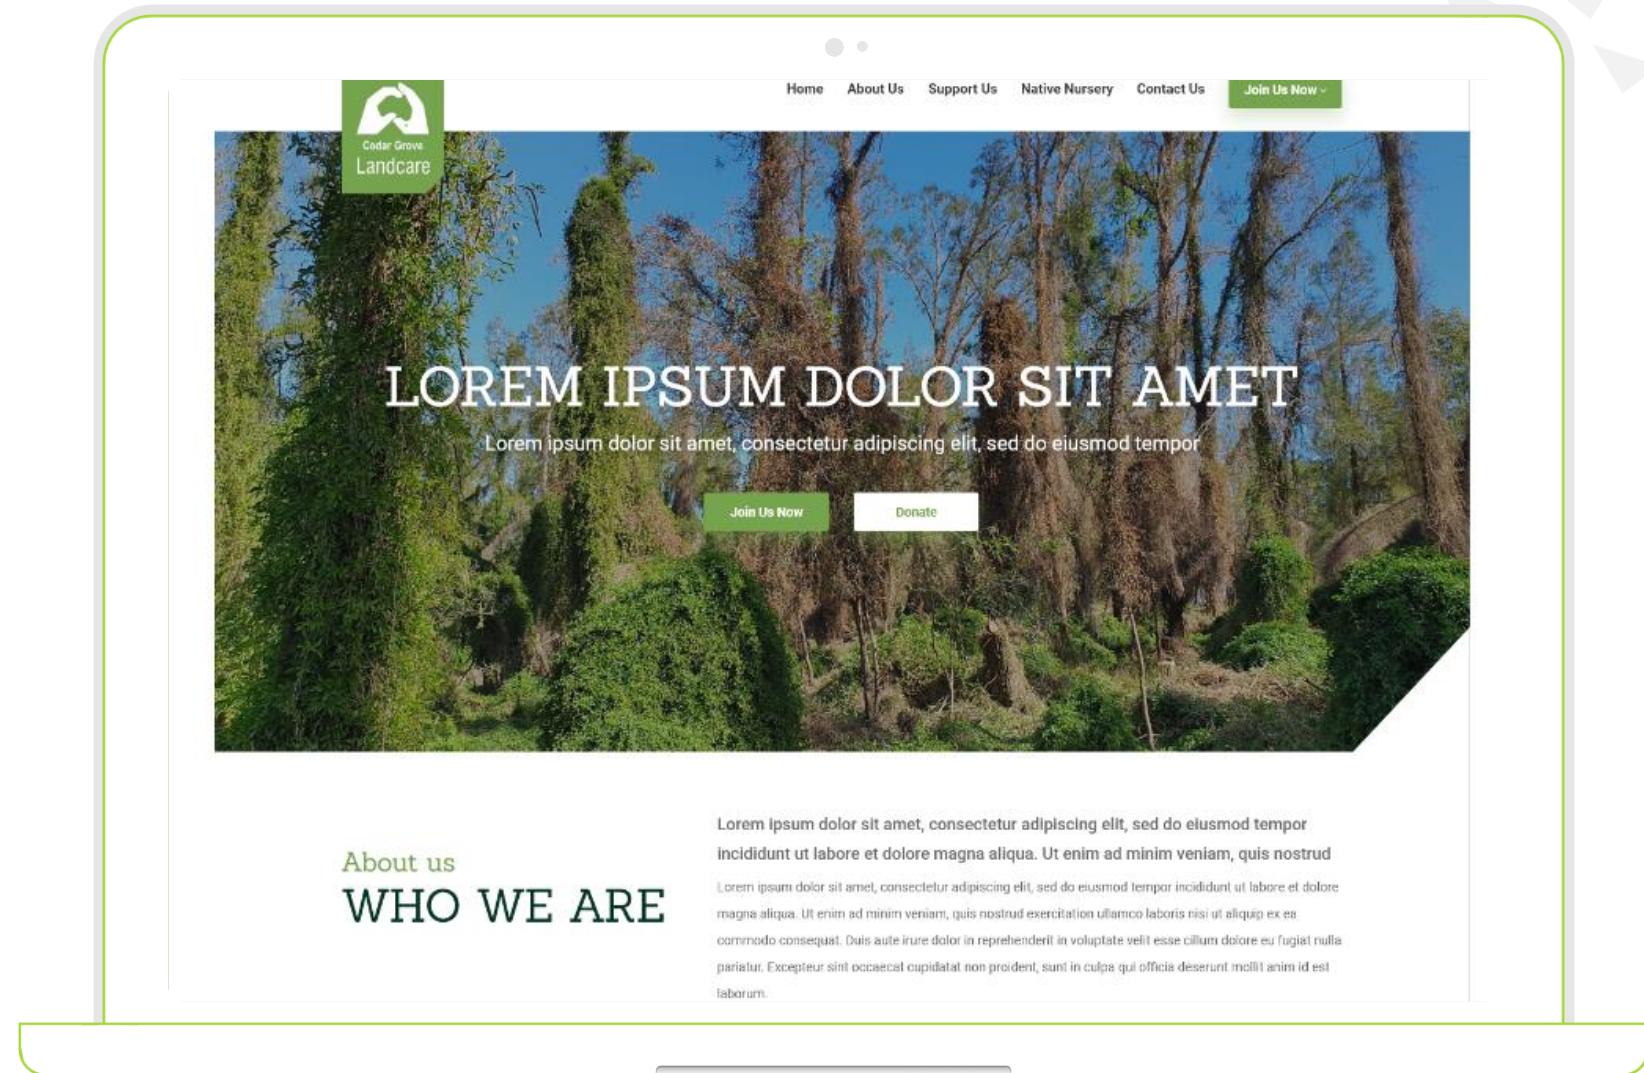 Cedar Grove
Landcare
Home About Us Support Us Native Nursery Contact Us Join Us Now
LOREM IPSUM DOLOR SIT AMET
Lorem ipsum dolor sit amet, consectetur adipiscing elit, sed do eiusmod tempor
Join Us Now Donate
About us
WHO WE ARE
Lorem ipsum dolor sit amet, consectetur adipiscing elit, sed do eiusmod tempor
incididunt ut labore et dolore magna aliqua. Ut enim ad minim veniam, quis nostrud
Lorem ipsum dolor sit amet, consectetur adipiscing elit, sed do eiusmod tempor incididunt ut labore et dolore
magna aliqua. Ut enim ad minim veniam, quis nostrud exercitation ullamco laboris nisi ut aliquip ex ea
commodo consequat. Duis aute irure dolor in reprehenderit in voluptate velit esse cillum dolore eu fugiat nulla
pariatur. Excepteur sint occaecat cupidatat non proident, sunt in culpa qui officia deserunt mollit anim id est
laborum.